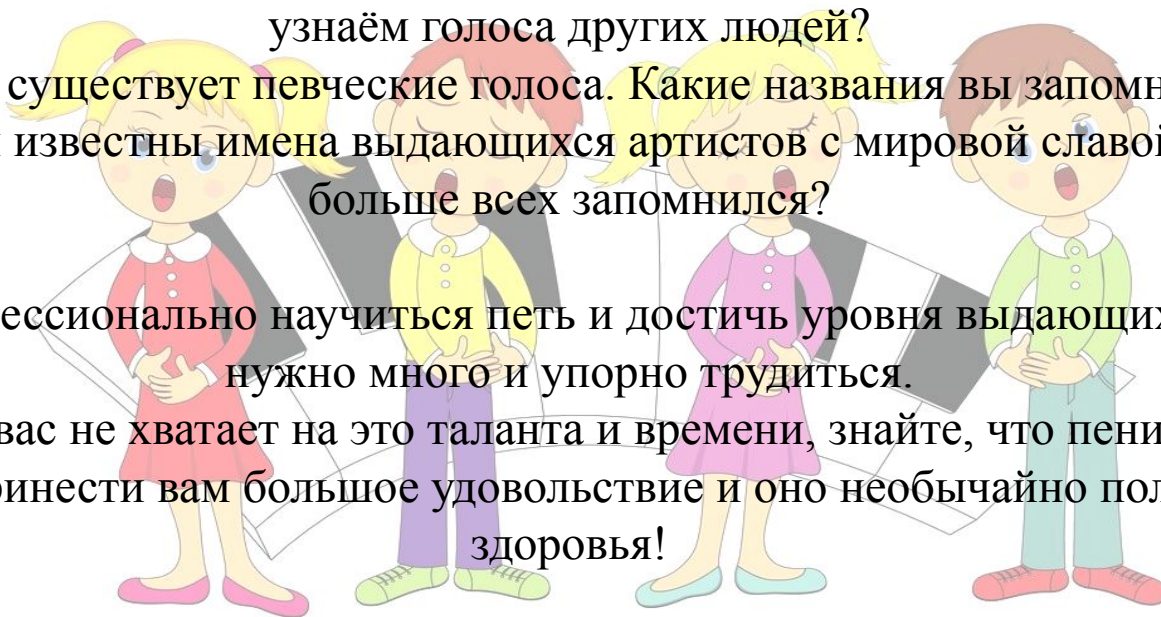 узнаём голоса других людей?
существует певческие голоса. Какие названия вы запомн
известны имена выдающихся артистов с мировой славой
больше всех запомнился?
ессионально научиться петь и достичь уровня выдающих
нужно много и упорно трудиться.
вас не хватает на это таланта и времени, знайте, что пени
ринести вам большое удовольствие и оно необычайно пол
здоровья!